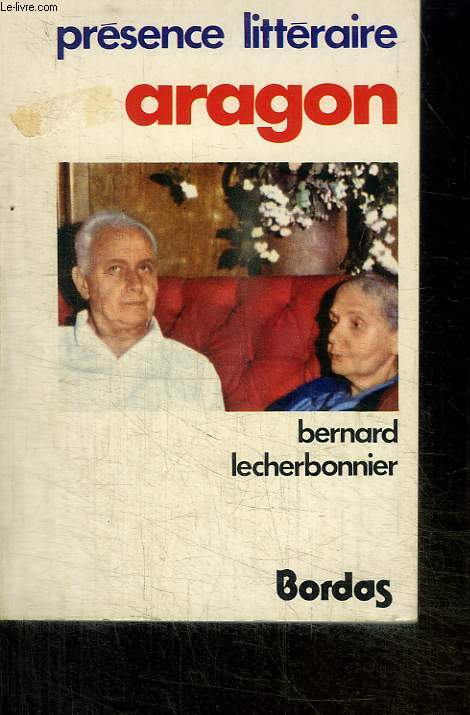 Le-livre.com
présence littéraire
aragon
bernard
lecherbonnier
Bordas